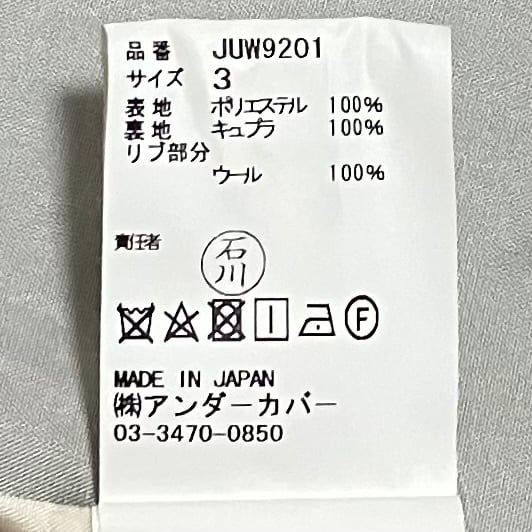 品番 JUW9201
サイズ 3
表地 ポリエステル 100%
裏地 キュプラ 100%
リブ部分
ウール 100%
責任者 石川
F
MADE IN JAPAN
㈱アンダーカバー
03-3470-0850